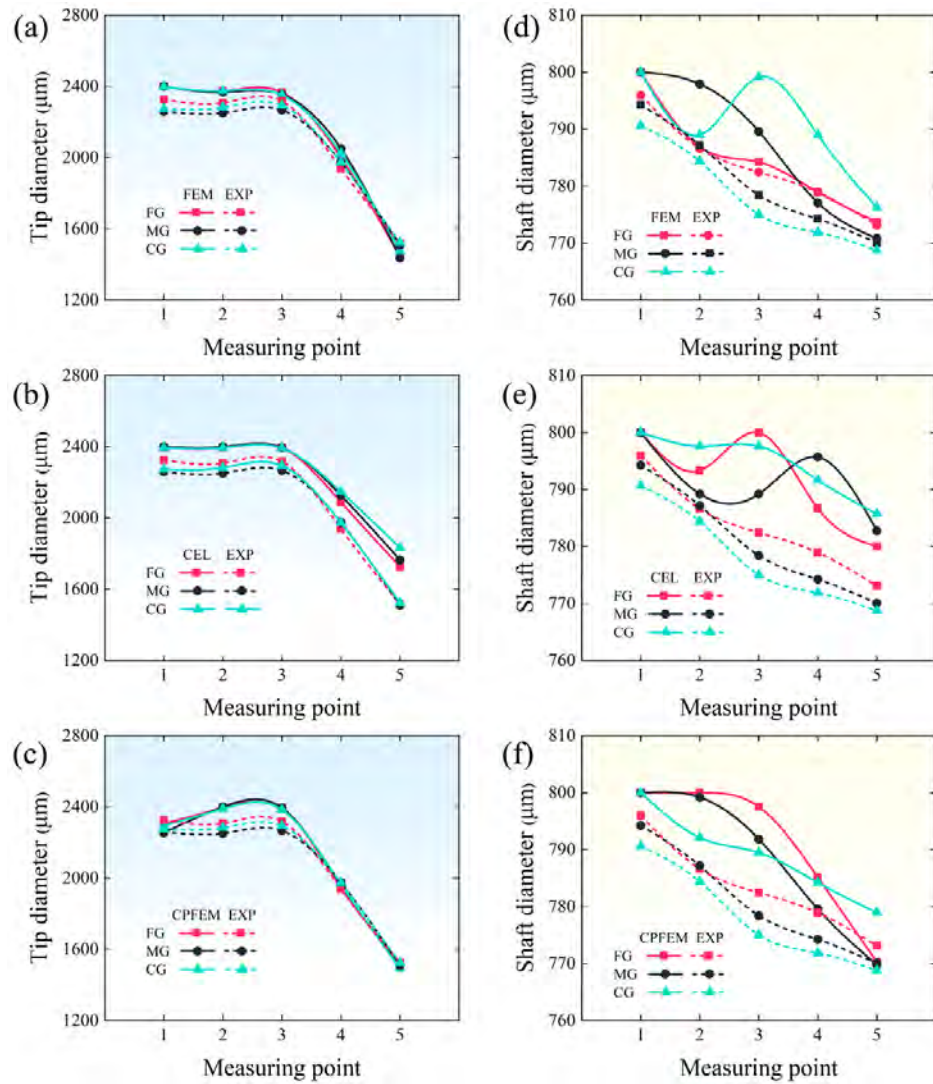 (a)
2800
2400
2000
1600
1200
Tip diameter (μm)
FEM EXP
FG
MG
CG
1 2 3 4 5
Measuring point
(d)
810
800
790
780
770
760
Shaft diameter (μm)
FEM EXP
FG
MG
CG
1 2 3 4 5
Measuring point
(b)
2800
2400
2000
1600
1200
Tip diameter (μm)
CEL EXP
FG
MG
CG
1 2 3 4 5
Measuring point
(e)
810
800
790
780
770
760
Shaft diameter (μm)
CEL EXP
FG
MG
CG
1 2 3 4 5
Measuring point
(c)
2800
2400
2000
1600
1200
Tip diameter (μm)
CPFEM EXP
FG
MG
CG
1 2 3 4 5
Measuring point
(f)
810
800
790
780
770
760
Shaft diameter (μm)
CPFEM EXP
FG
MG
CG
1 2 3 4 5
Measuring point